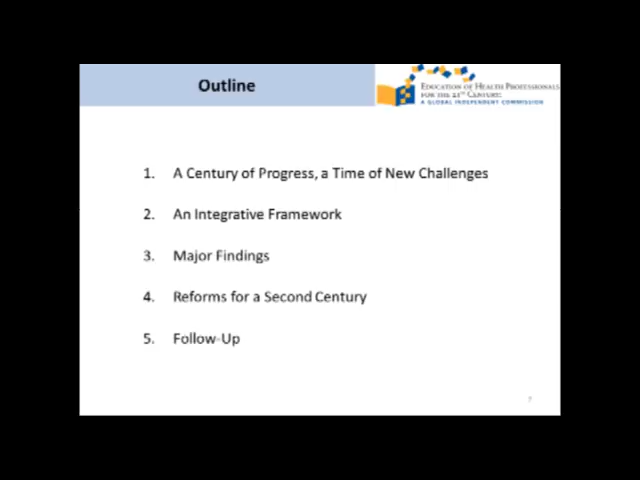 Outline
EDUCATION OF HEALTH PROFESSIONALS
FOR THE 21ST CENTURY:
A GLOBAL INDEPENDENT COMMISSION
1. A Century of Progress, a Time of New Challenges
2. An Integrative Framework
3. Major Findings
4. Reforms for a Second Century
5. Follow-Up
7